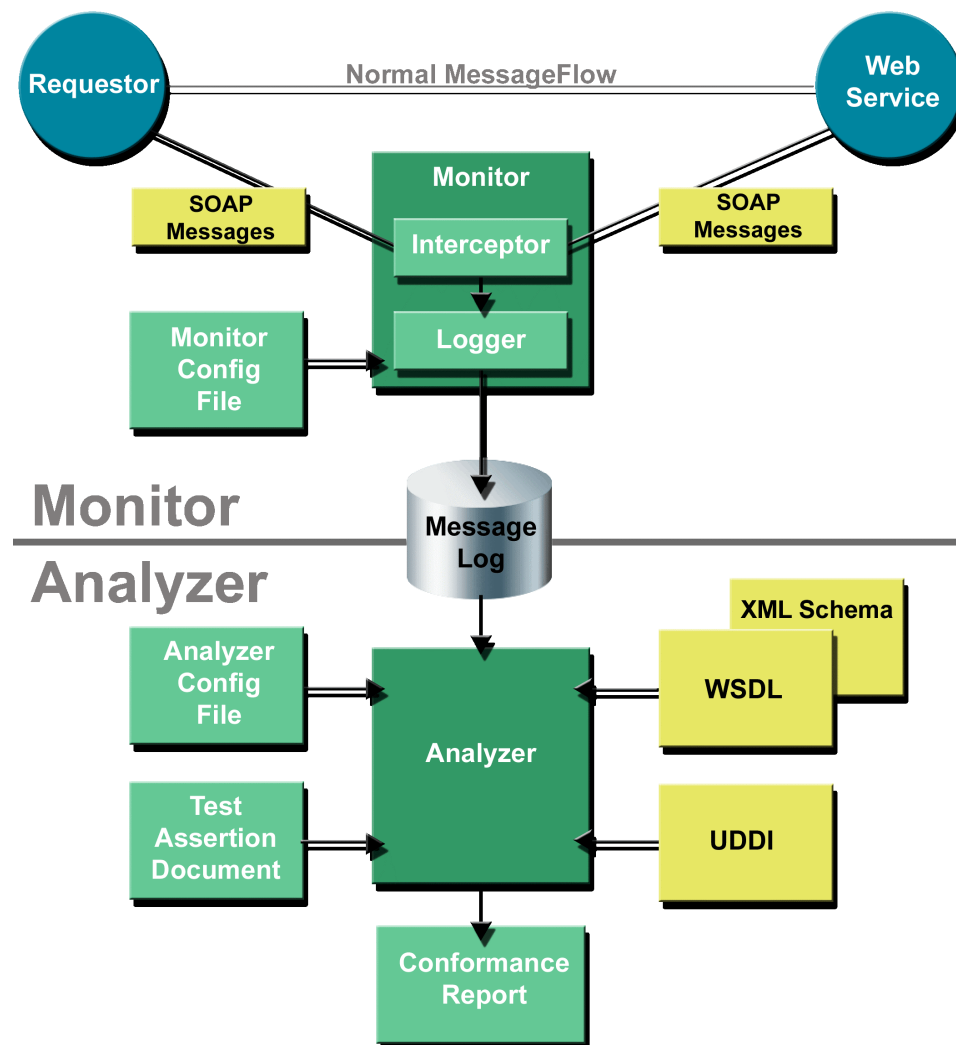 Requestor
Normal MessageFlow
Web
Service
Monitor
SOAP
Messages
SOAP
Messages
Interceptor
Logger
Monitor
Config
File
Monitor
Message
Log
Analyzer
XML Schema
Analyzer
Config
File
WSDL
Analyzer
Test
Assertion
Document
UDDI
Conformance
Report